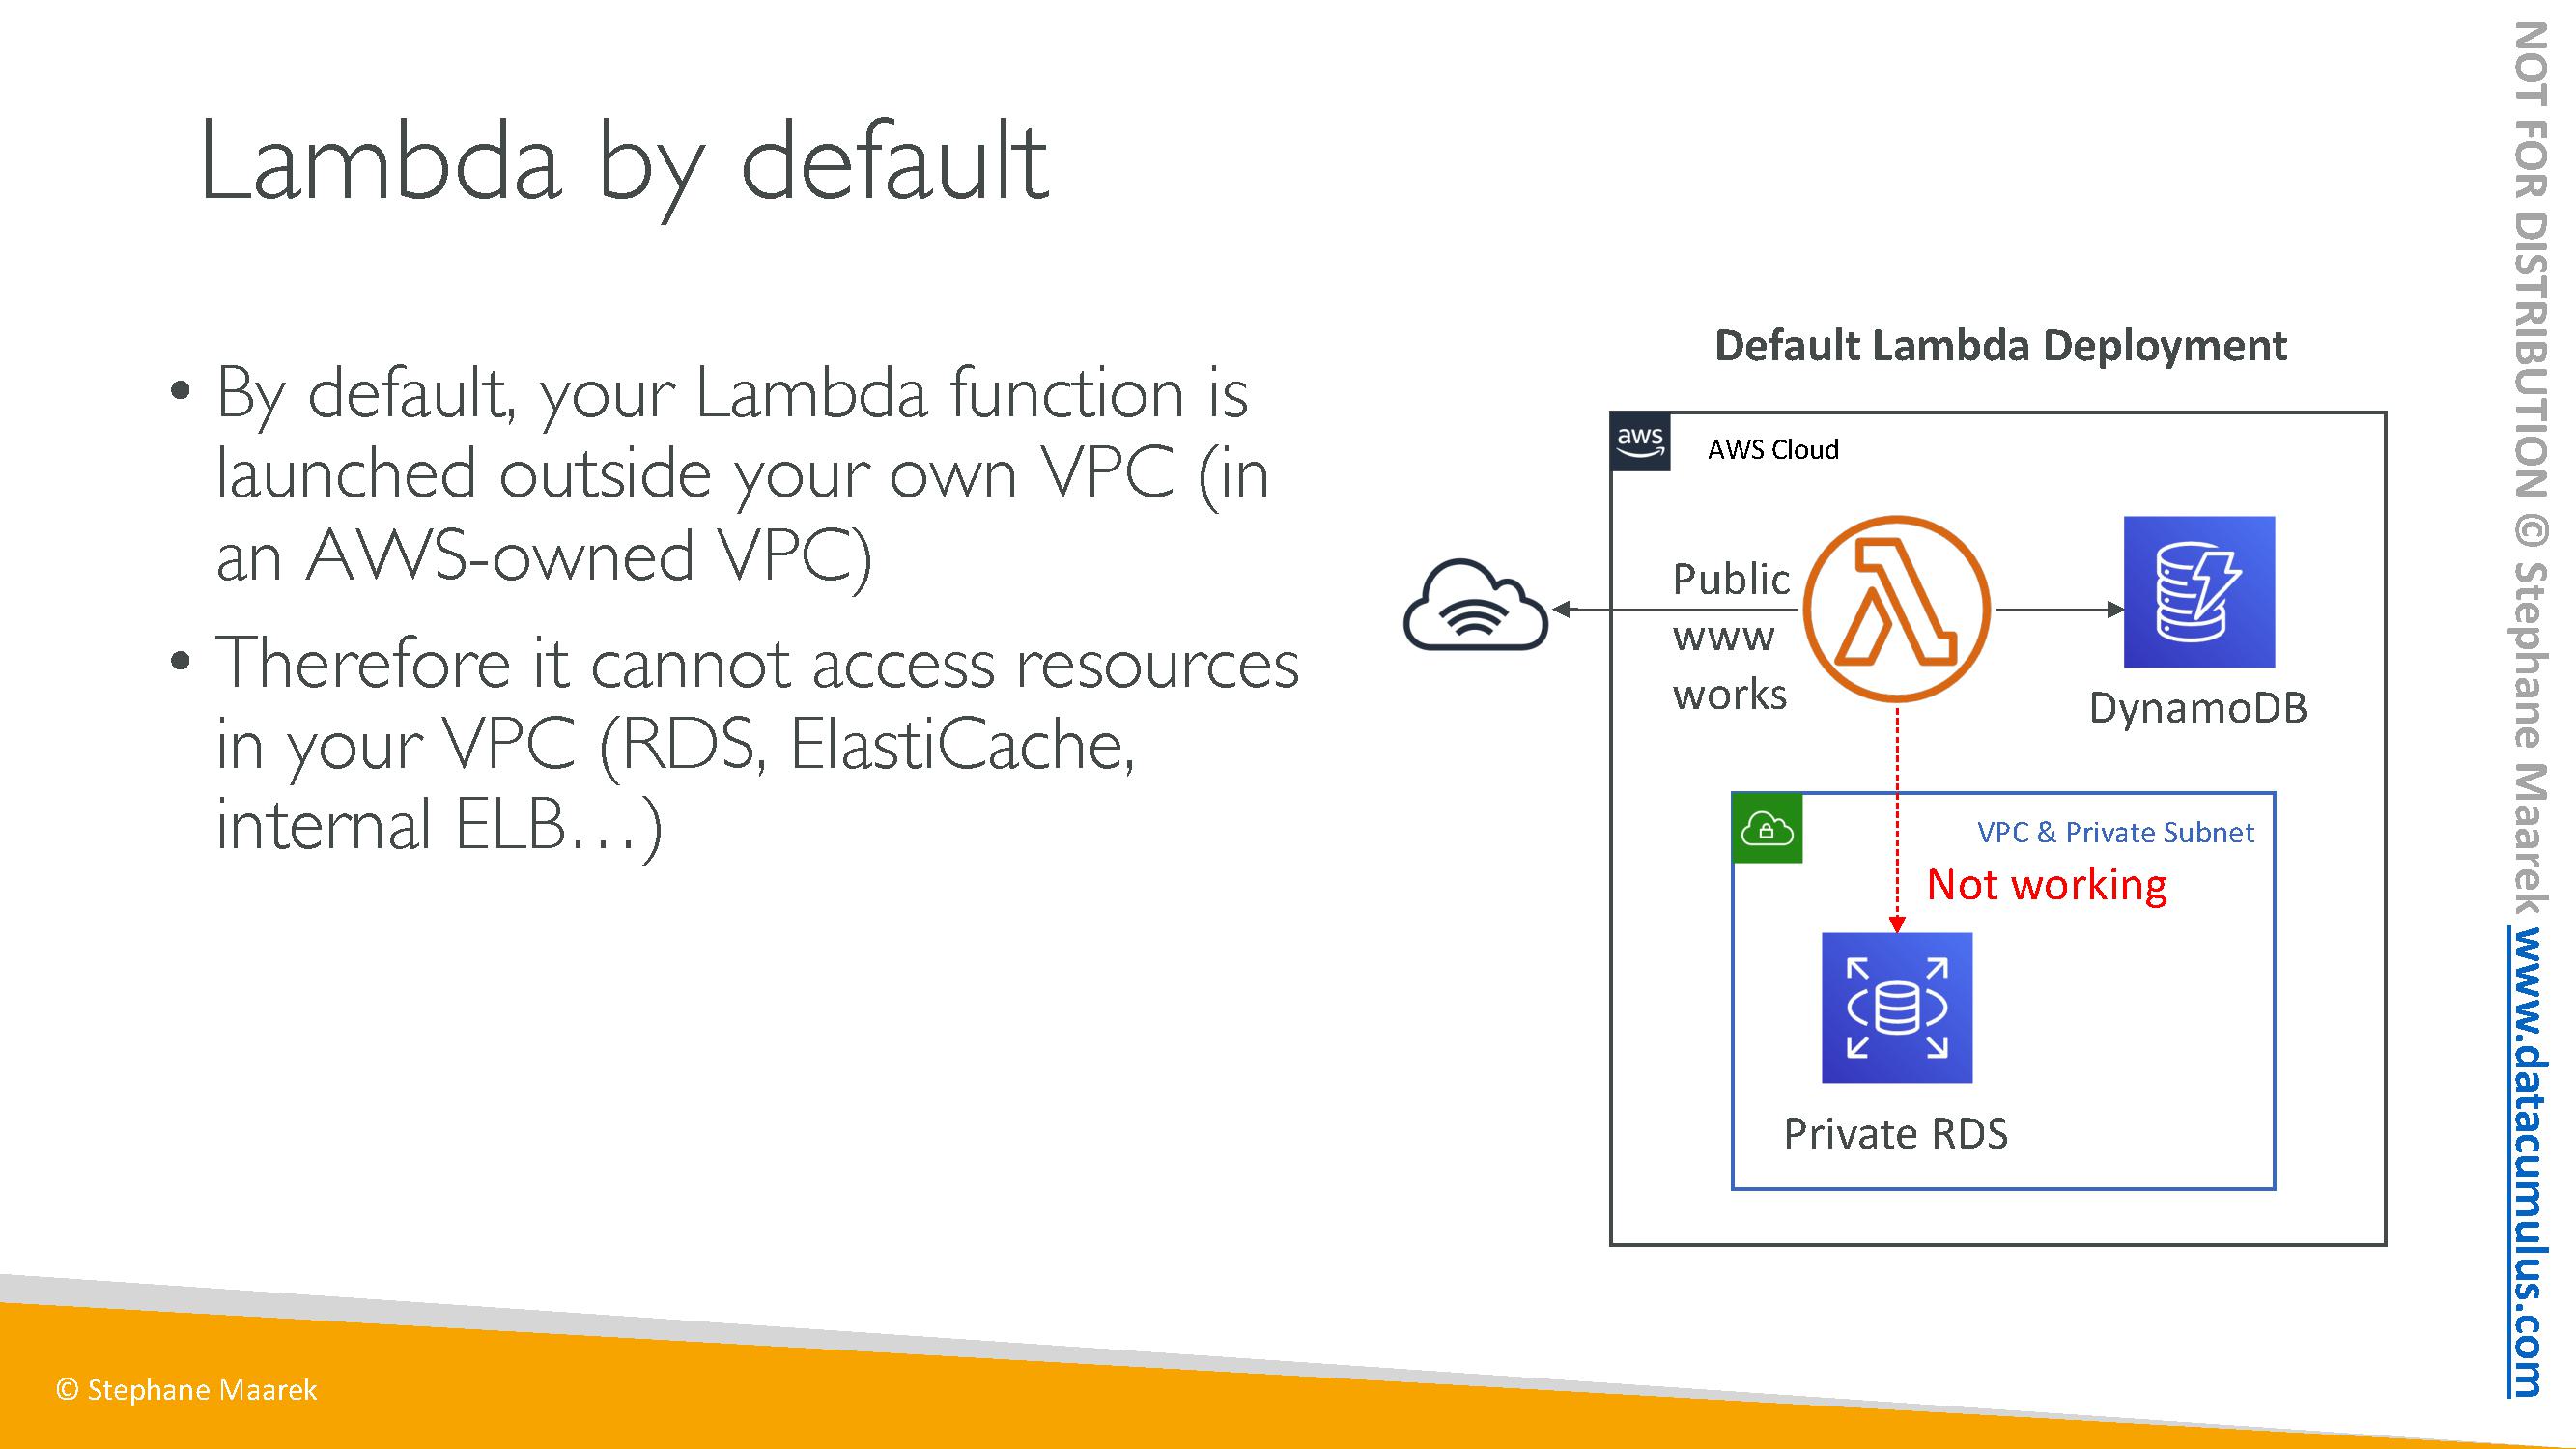 Lambda by default
• By default, your Lambda function is
launched outside your own VPC (in
an AWS-owned VPC)
• Therefore it cannot access resources
in your VPC (RDS, ElastiCache,
internal ELB…)
Default Lambda Deployment
aws
AWS Cloud
Public
www
works
DynamoDB
VPC & Private Subnet
Not working
Private RDS
© Stephane Maarek
NOT FOR DISTRIBUTION © Stephane Maarek www.datacumulus.com